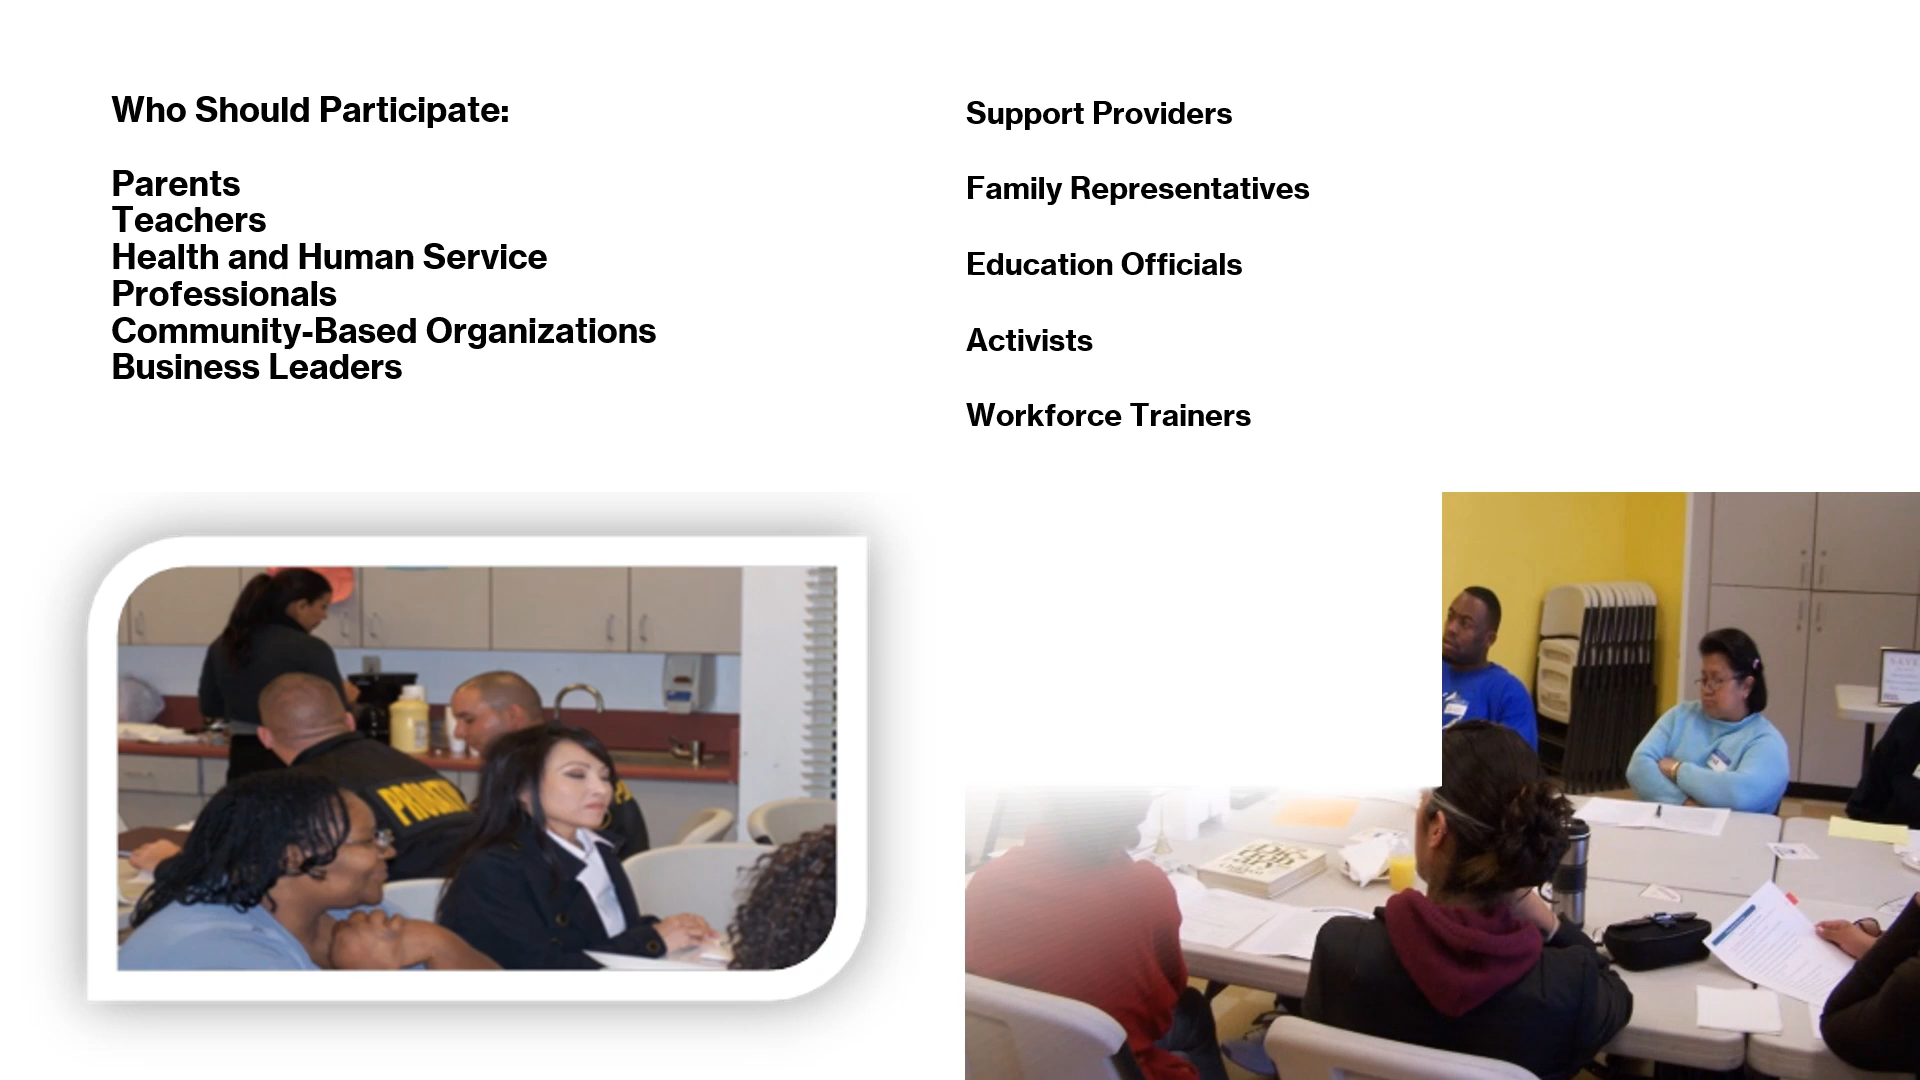 Who Should Participate:
Parents
Teachers
Health and Human Service
Professionals
Community-Based Organizations
Business Leaders
Support Providers
Family Representatives
Education Officials
Activists
Workforce Trainers